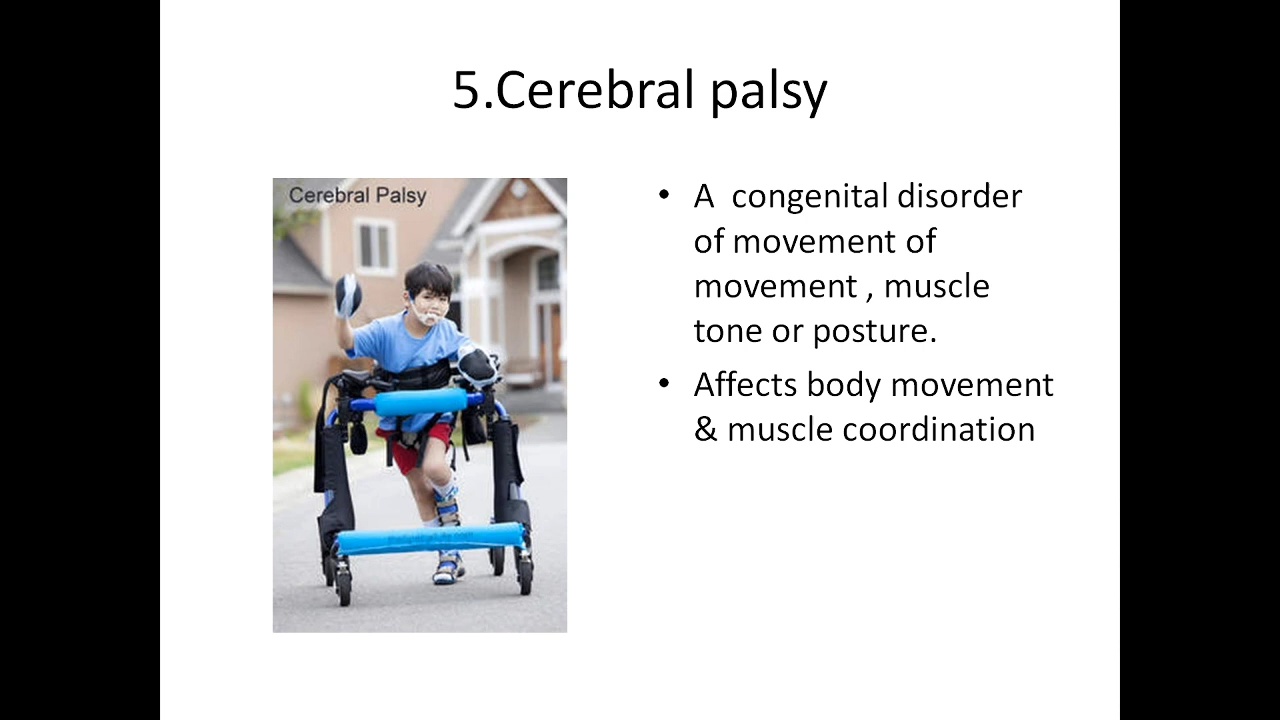 5.Cerebral palsy
Cerebral Palsy
• A  congenital disorder
of movement of
movement , muscle
tone or posture.
• Affects body movement
& muscle coordination